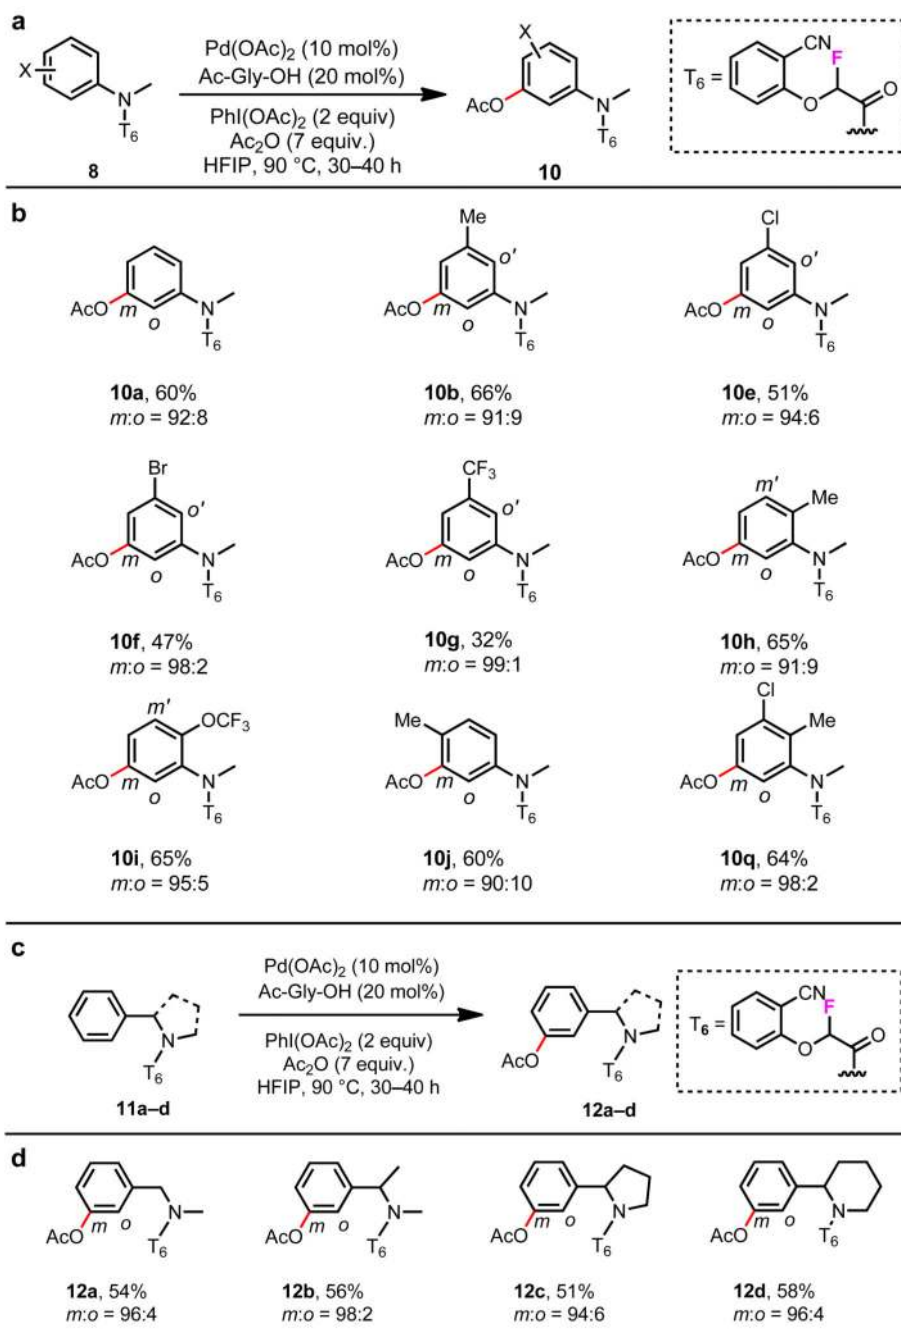 a
X
N
T6
8
Pd(OAc)2 (10 mol%)
Ac-Gly-OH (20 mol%)
PhI(OAc)2 (2 equiv)
Ac2O (7 equiv.)
HFIP, 90 °C, 30–40 h
X
AcO
N
T6
10
T6 =
CN
F
O
O
b
AcO
m
o
N
T6
10a, 60%
m:o = 92:8
Me
o'
AcO
m
o
N
T6
10b, 66%
m:o = 91:9
Cl
o'
AcO
m
o
N
T6
10e, 51%
m:o = 94:6
Br
o'
AcO
m
o
N
T6
10f, 47%
m:o = 98:2
CF3
o'
AcO
m
o
N
T6
10g, 32%
m:o = 99:1
m'
Me
AcO
m
o
N
T6
10h, 65%
m:o = 91:9
m'
OCF3
AcO
m
o
N
T6
10i, 65%
m:o = 95:5
Me
AcO
m
o
N
T6
10j, 60%
m:o = 90:10
Cl
Me
AcO
m
o
N
T6
10q, 64%
m:o = 98:2
c
N
T6
11a–d
Pd(OAc)2 (10 mol%)
Ac-Gly-OH (20 mol%)
PhI(OAc)2 (2 equiv)
Ac2O (7 equiv.)
HFIP, 90 °C, 30–40 h
AcO
N
T6
12a–d
T6 =
CN
F
O
O
d
AcO
m
o
N
T6
12a, 54%
m:o = 96:4
AcO
m
o
N
T6
12b, 56%
m:o = 98:2
AcO
m
o
N
T6
12c, 51%
m:o = 94:6
AcO
m
o
N
T6
12d, 58%
m:o = 96:4